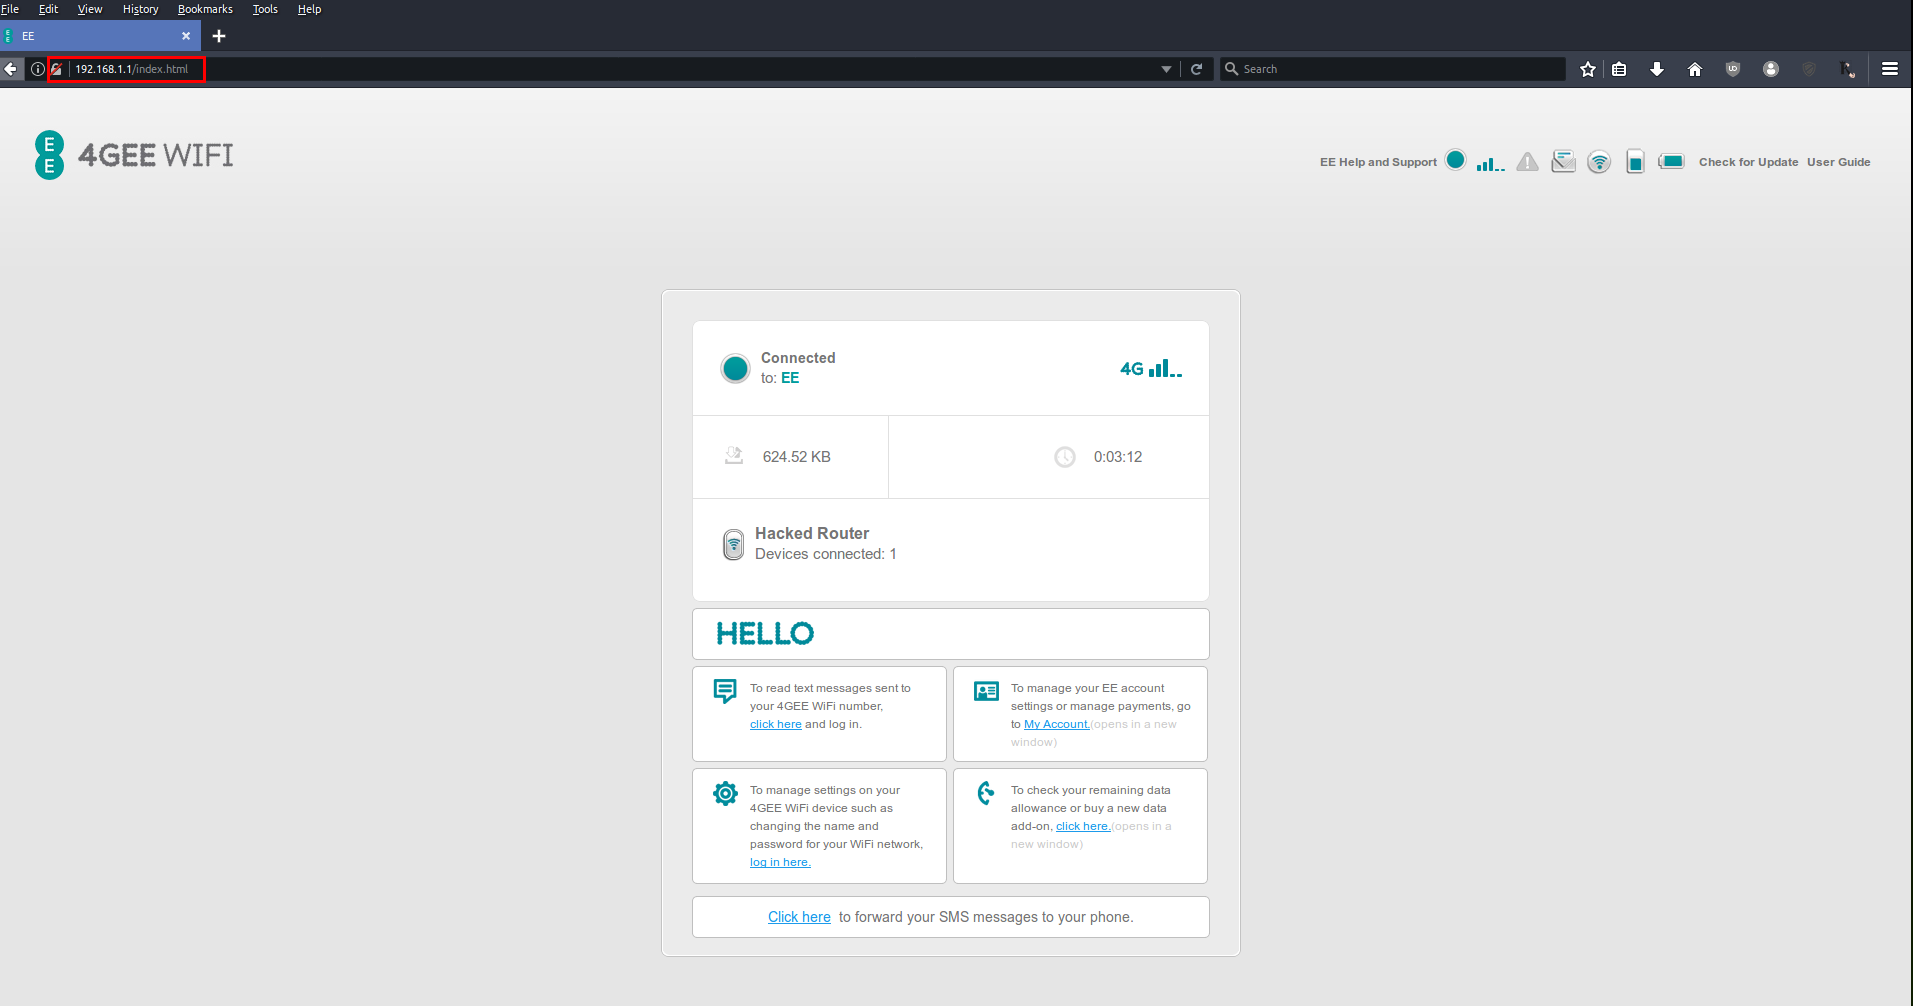 File Edit View History Bookmarks Tools Help
EE
192.168.1.1/index.html
Search
E
E
4GEE WIFI
EE Help and Support
Check for Update User Guide
Connected
to: EE
4G
624.52 KB
0:03:12
Hacked Router
Devices connected: 1
HELLO
To read text messages sent to
your 4GEE WiFi number,
click here and log in.
To manage your EE account
settings or manage payments, go
to My Account.(opens in a new
window)
To manage settings on your
4GEE WiFi device such as
changing the name and
password for your WiFi network,
log in here.
To check your remaining data
allowance or buy a new data
add-on, click here.(opens in a
new window)
Click here to forward your SMS messages to your phone.